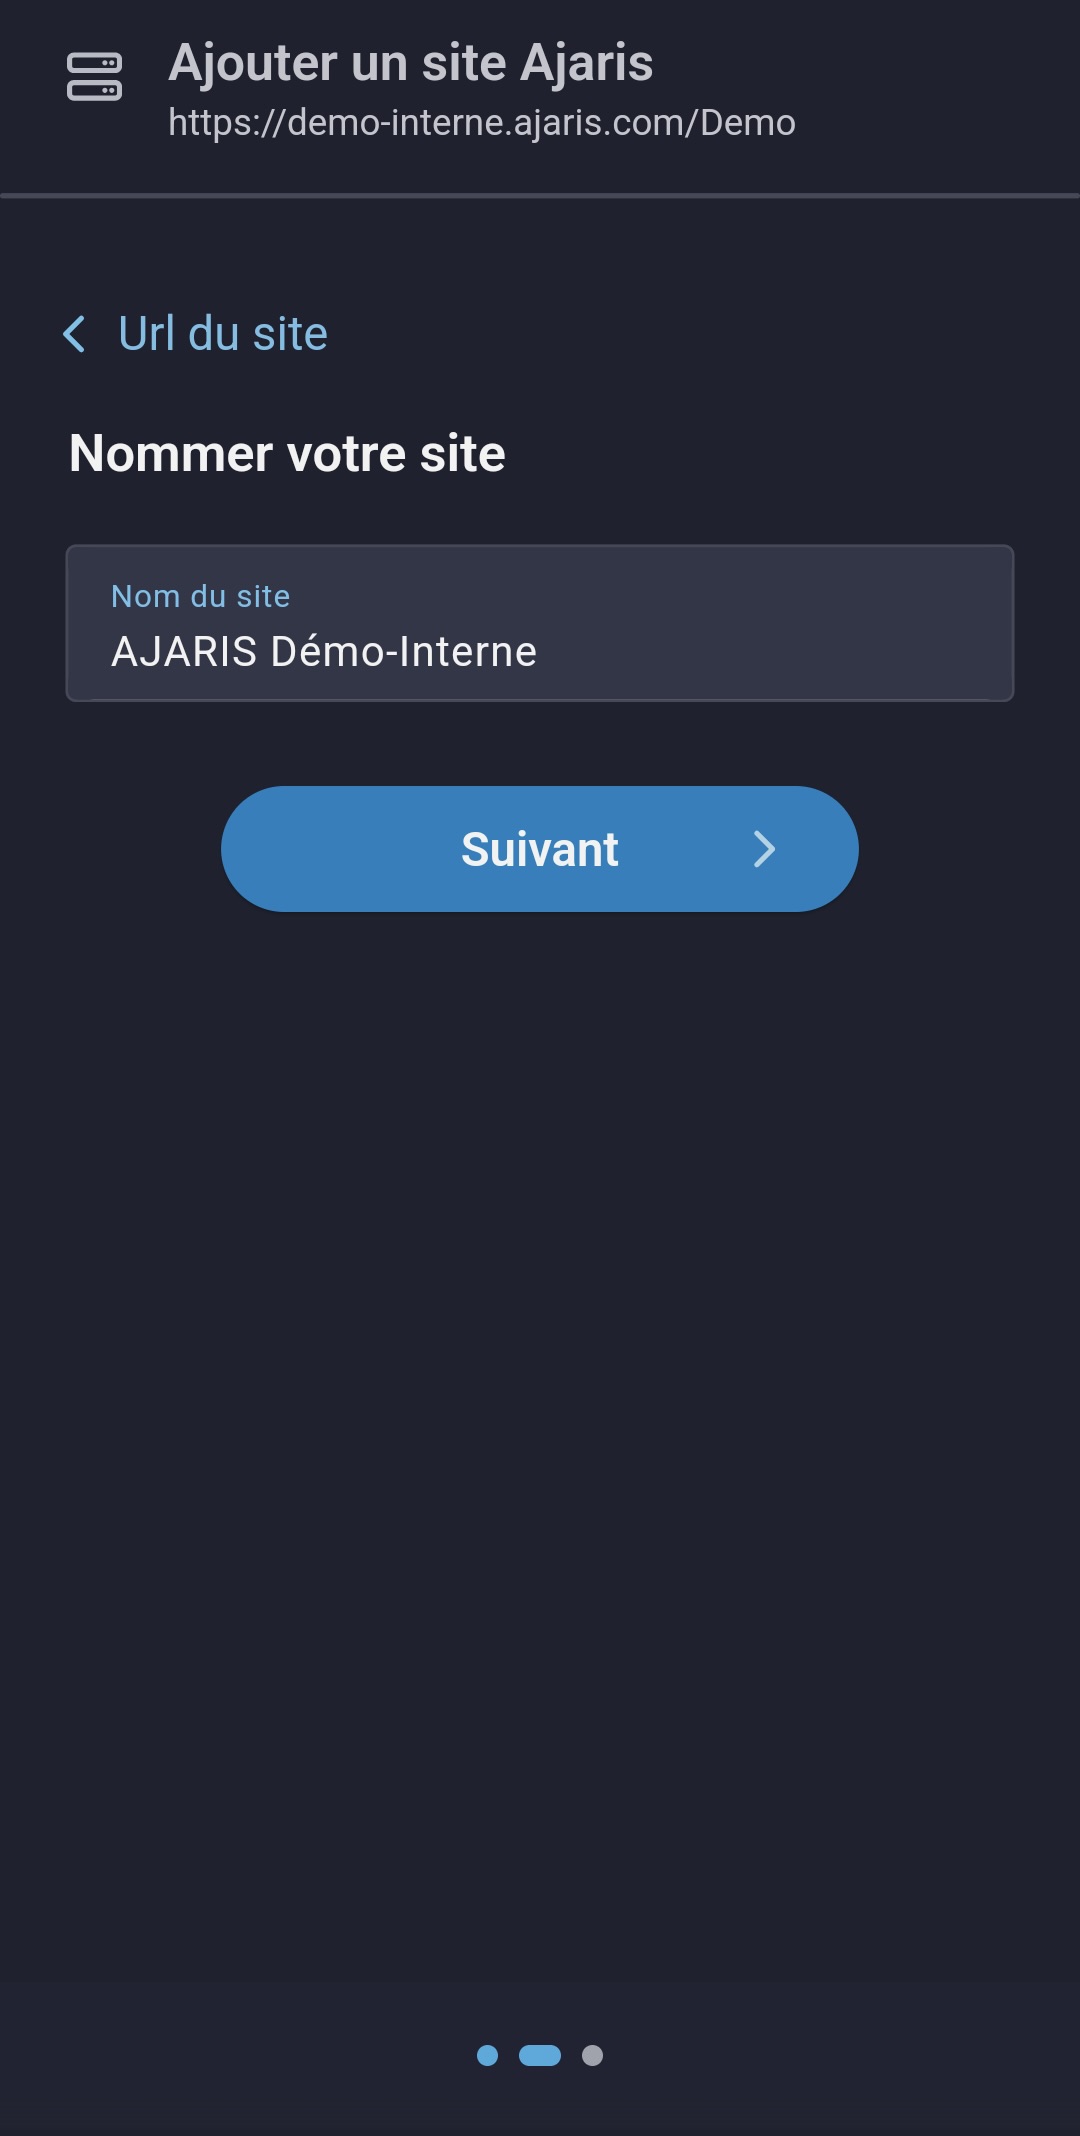 Ajouter un site Ajaris
https://demo-interne.ajaris.com/Demo
Url du site
Nommer votre site
Nom du site
AJARIS Démo-Interne
Suivant